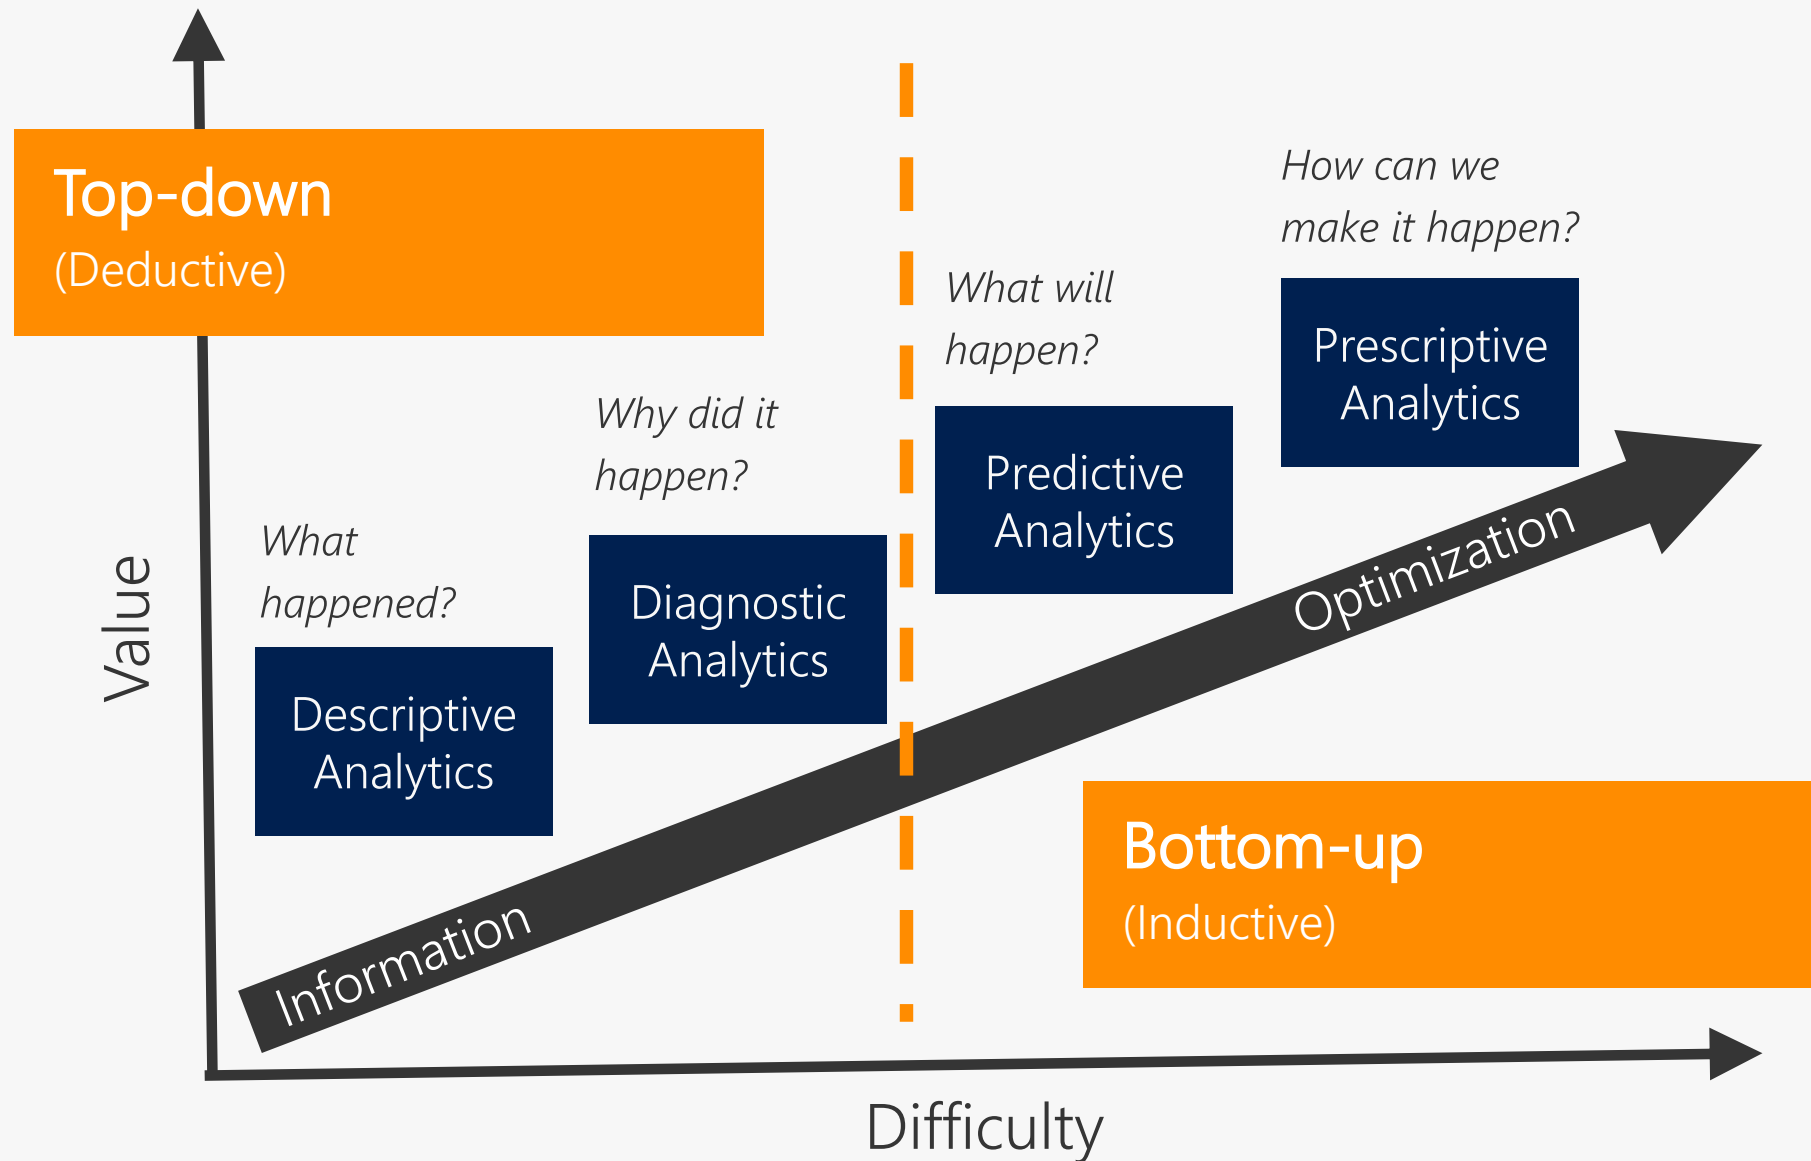 Top-down
(Deductive)
How can we
make it happen?
What will
happen?
Prescriptive
Analytics
Why did it
happen?
Predictive
Analytics
What
happened?
Diagnostic
Analytics
Descriptive
Analytics
Value
Optimization
Information
Bottom-up
(Inductive)
Difficulty